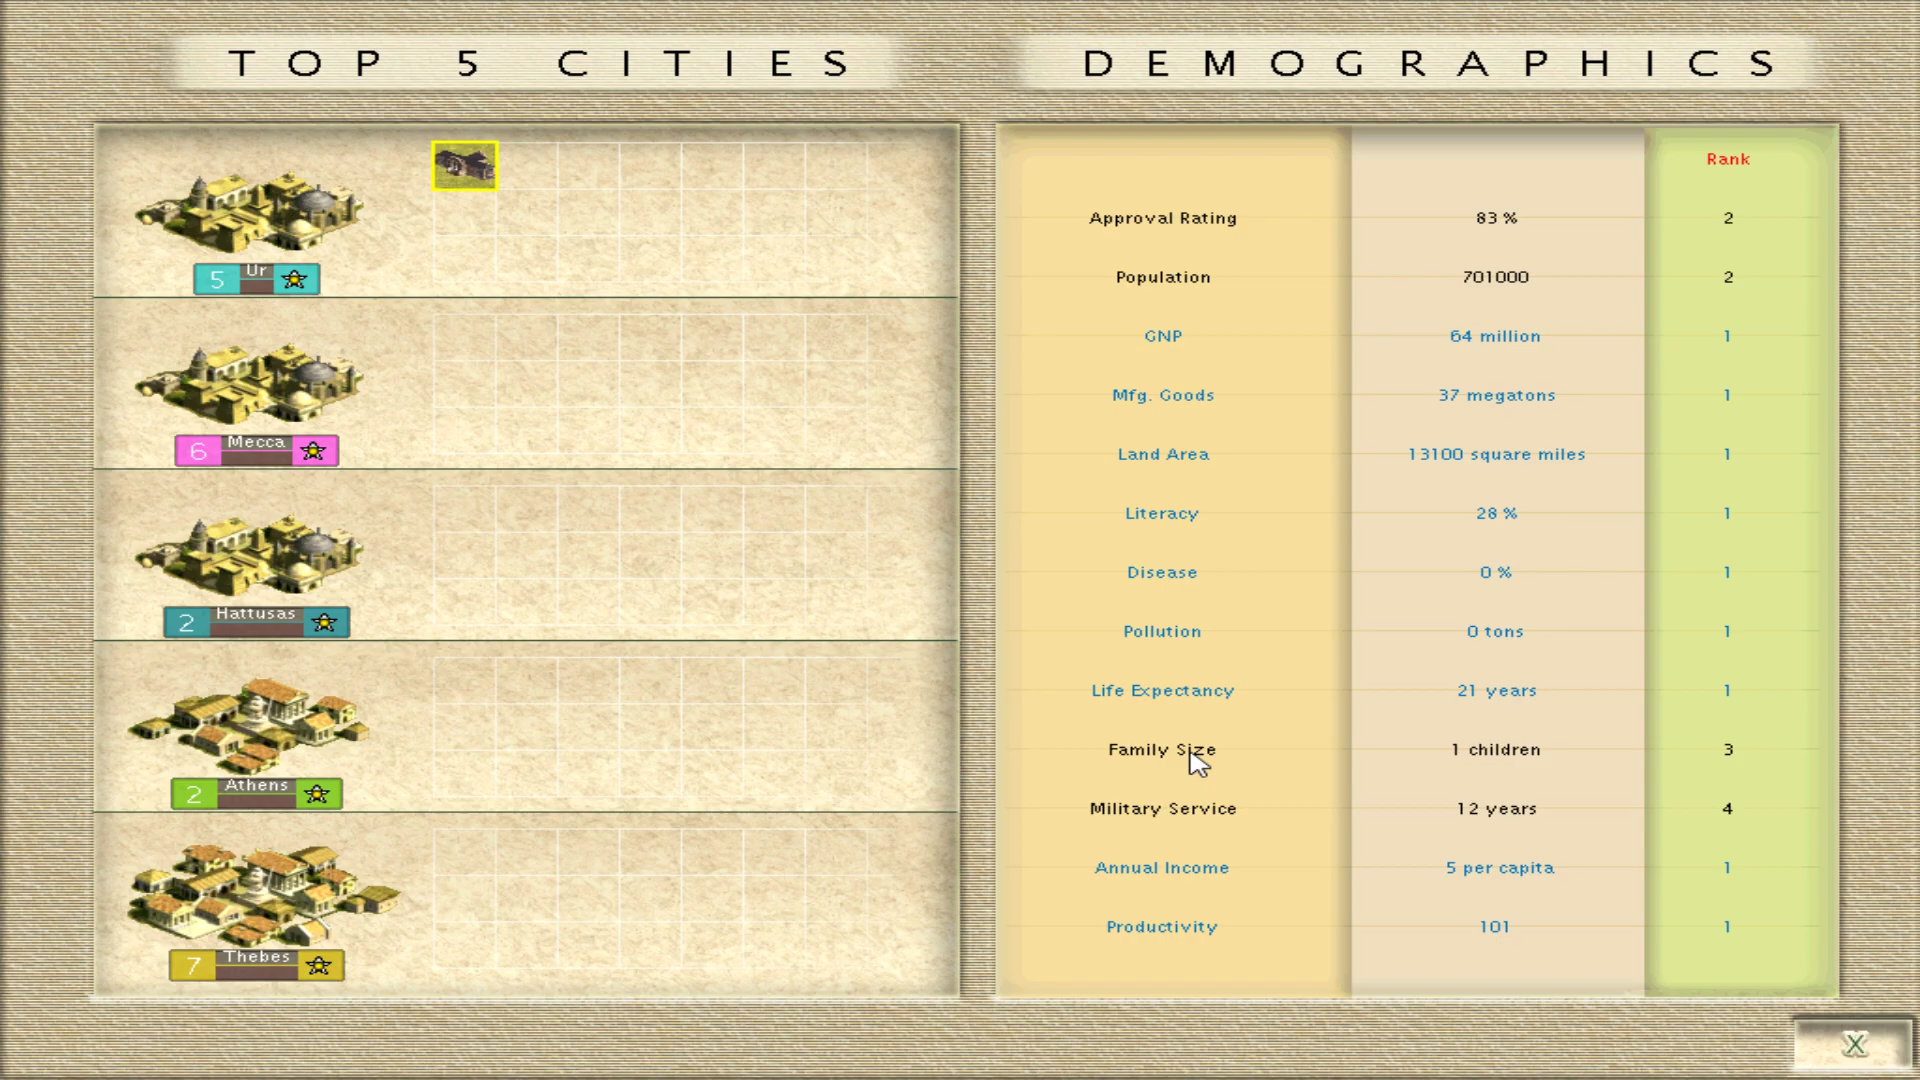 TOP 5 CITIES
5 Ur
6 Mecca
2 Hattusas
2 Athens
7 Thebes
DEMOGRAPHICS
Rank
Approval Rating 83 % 2
Population 701000 2
GNP 64 million 1
Mfg. Goods 37 megatons 1
Land Area 13100 square miles 1
Literacy 28 % 1
Disease 0 % 1
Pollution 0 tons 1
Life Expectancy 21 years 1
Family Size 1 children 3
Military Service 12 years 4
Annual Income 5 per capita 1
Productivity 101 1
X